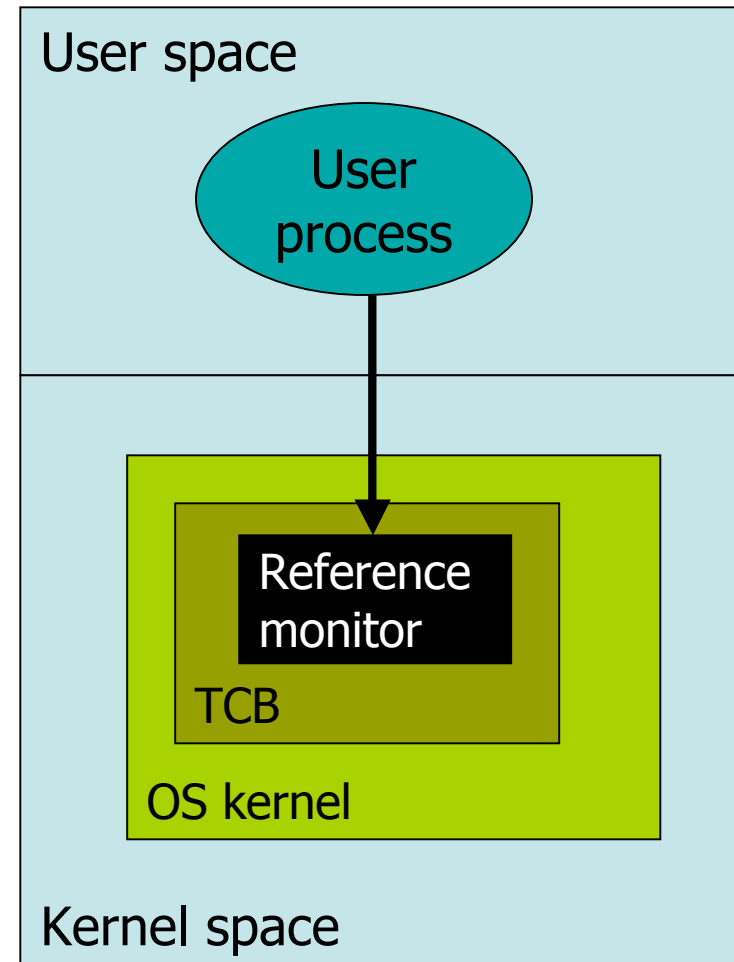 User space
User
process
Reference
monitor
TCB
OS kernel
Kernel space